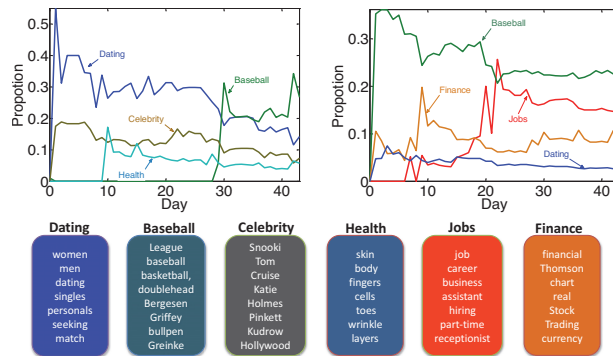 0.5
0.4
0.3
0.2
0.1
0
Propotion
Dating
Baseball
Celebrity
Health
0 10 20 30 40
Day
0.3
0.2
0.1
0
Propotion
Baseball
Finance
Jobs
Dating
0 10 20 30 40
Day
Dating
women
men
dating
singles
personals
seeking
match
Baseball
League
baseball
basketball,
doublehead
Bergesen
Griffey
bullpen
Greinke
Celebrity
Snooki
Tom
Cruise
Katie
Holmes
Pinkett
Kudrow
Hollywood
Health
skin
body
fingers
cells
toes
wrinkle
layers
Jobs
job
career
business
assistant
hiring
part-time
receptionist
Finance
financial
Thomson
chart
real
Stock
Trading
currency